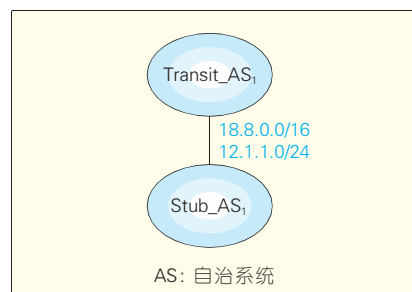 Transit_AS₁
18.8.0.0/16
12.1.1.0/24
Stub_AS₁
AS: 自治系统